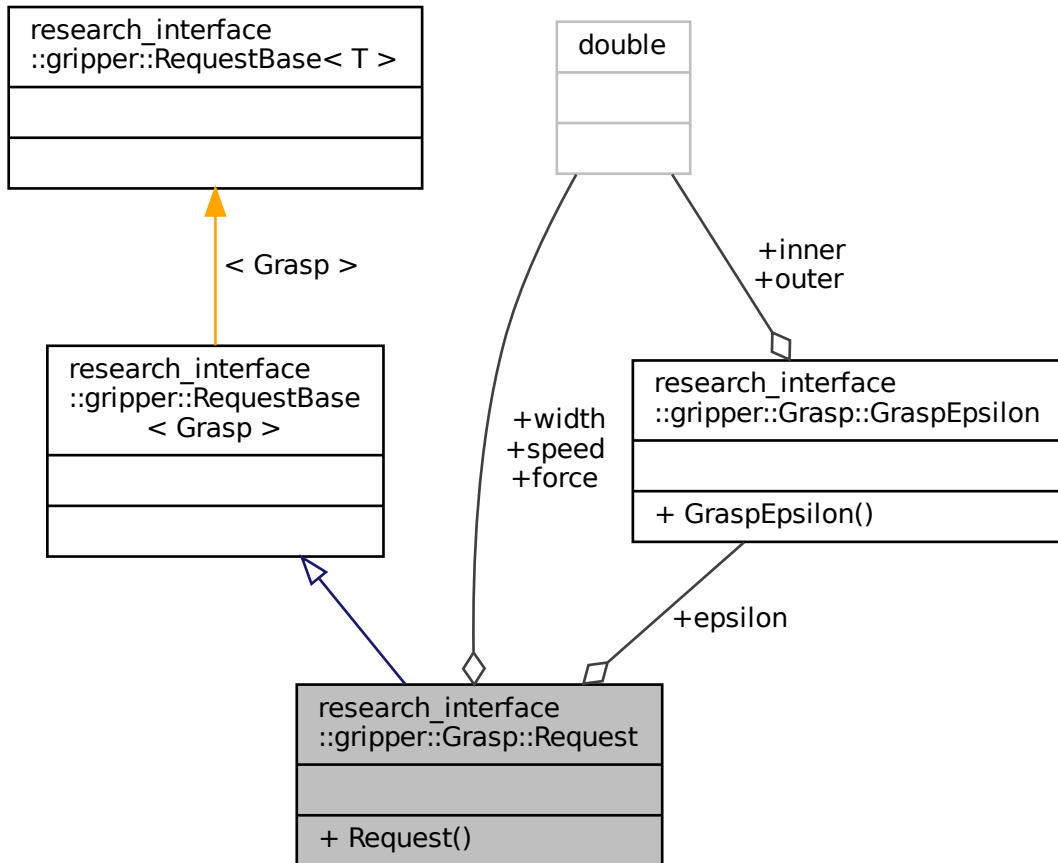 research_interface
::gripper::RequestBase< T >
double
< Grasp >
+inner
+outer
research_interface
::gripper::RequestBase
< Grasp >
research_interface
::gripper::Grasp::GraspEpsilon
+ GraspEpsilon()
+width
+speed
+force
+epsilon
research_interface
::gripper::Grasp::Request
+ Request()